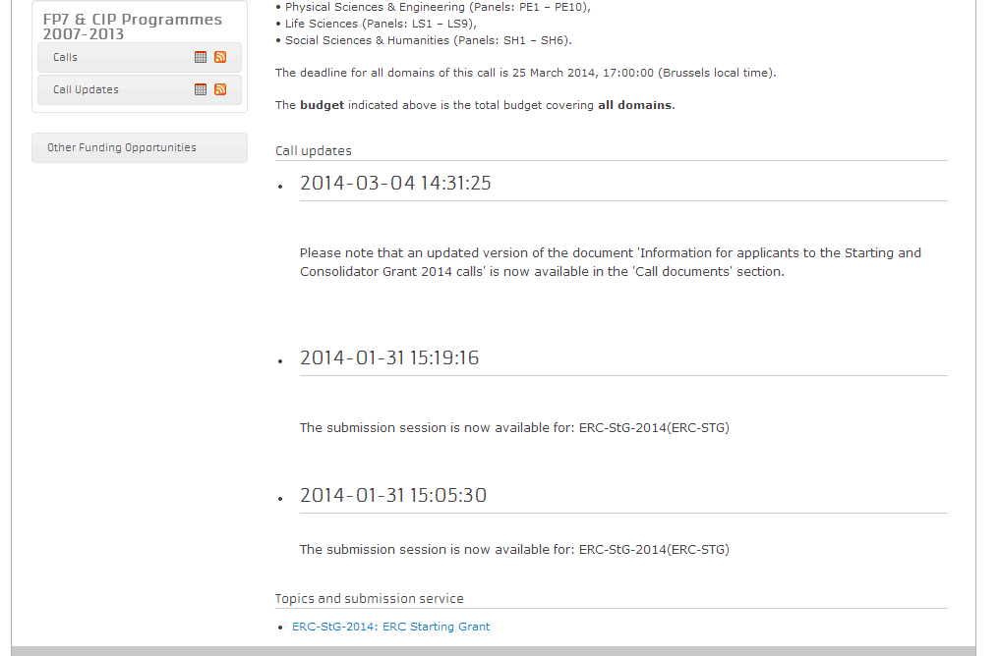 FP7 & CIP Programmes
2007-2013
Calls
Call Updates
Other Funding Opportunities
• Physical Sciences & Engineering (Panels: PE1 – PE10),
• Life Sciences (Panels: LS1 – LS9),
• Social Sciences & Humanities (Panels: SH1 – SH6).
The deadline for all domains of this call is 25 March 2014, 17:00:00 (Brussels local time).
The budget indicated above is the total budget covering all domains.
Call updates
• 2014-03-04 14:31:25
Please note that an updated version of the document 'Information for applicants to the Starting and
Consolidator Grant 2014 calls' is now available in the 'Call documents' section.
• 2014-01-31 15:19:16
The submission session is now available for: ERC-StG-2014(ERC-STG)
• 2014-01-31 15:05:30
The submission session is now available for: ERC-StG-2014(ERC-STG)
Topics and submission service
• ERC-StG-2014: ERC Starting Grant